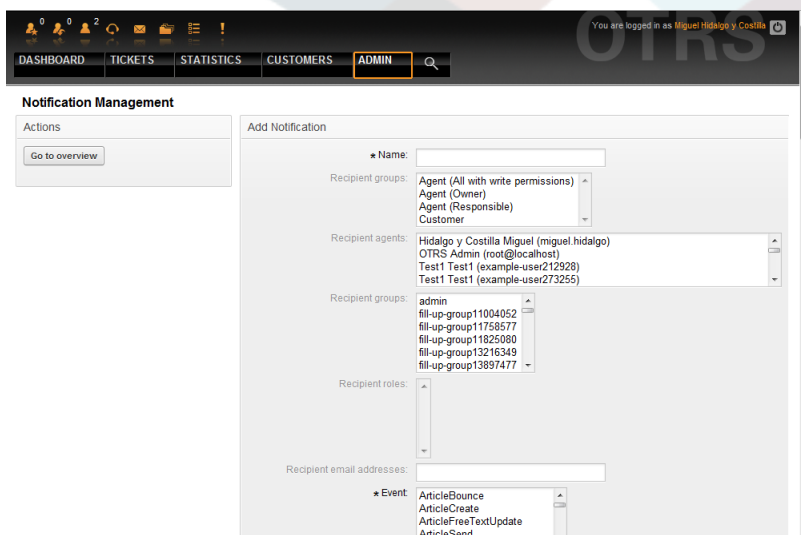 0 0 2
You are logged in as Miguel Hidalgo y Costilla
OTRS
DASHBOARD TICKETS STATISTICS CUSTOMERS ADMIN
Notification Management
Actions
Go to overview
Add Notification
★ Name:
Recipient groups:
Agent (All with write permissions)
Agent (Owner)
Agent (Responsible)
Customer
Recipient agents:
Hidalgo y Costilla Miguel (miguel.hidalgo)
OTRS Admin (root@localhost)
Test1 Test1 (example-user212928)
Test1 Test1 (example-user273255)
Recipient groups:
admin
fill-up-group11004052
fill-up-group11758577
fill-up-group11825080
fill-up-group13216349
fill-up-group13897477
Recipient roles:
Recipient email addresses:
★ Event:
ArticleBounce
ArticleCreate
ArticleFreeTextUpdate
ArticleSend